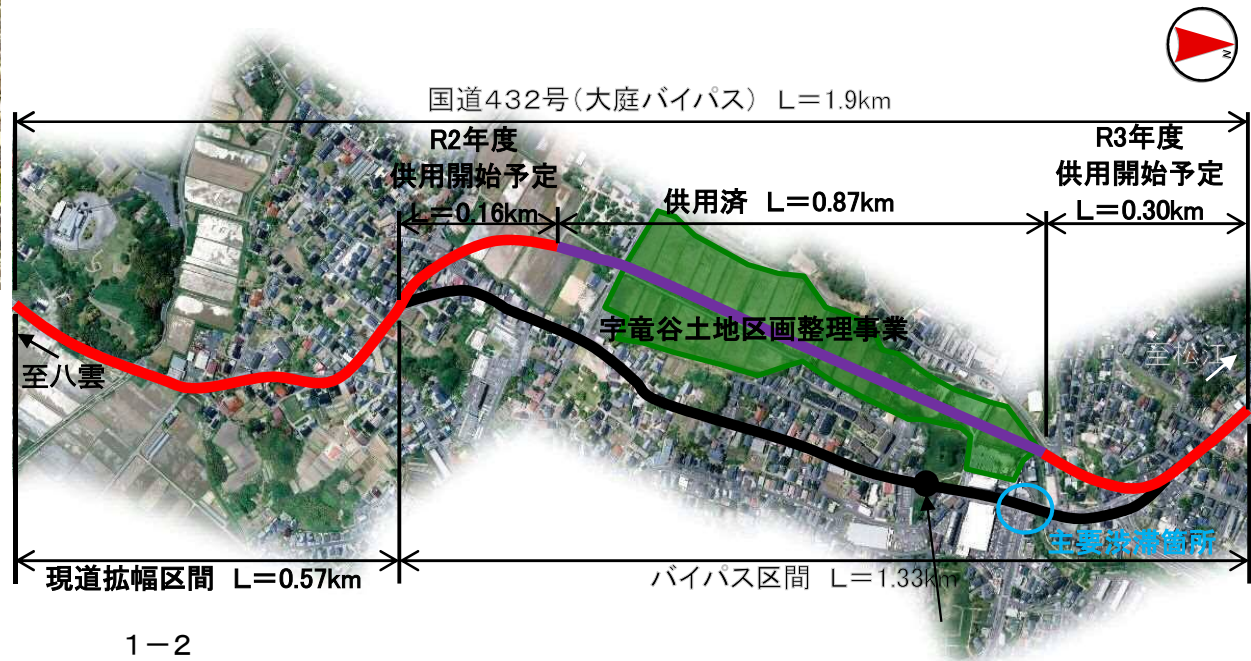 N
国道432号(大庭バイパス) L=1.9km
R2年度
供用開始予定
L=0.16km
供用済 L=0.87km
R3年度
供用開始予定
L=0.30km
宇竜谷土地区画整理事業
至松江
至八雲
主要渋滞箇所
現道拡幅区間 L=0.57km
バイパス区間 L=1.33km
1-2